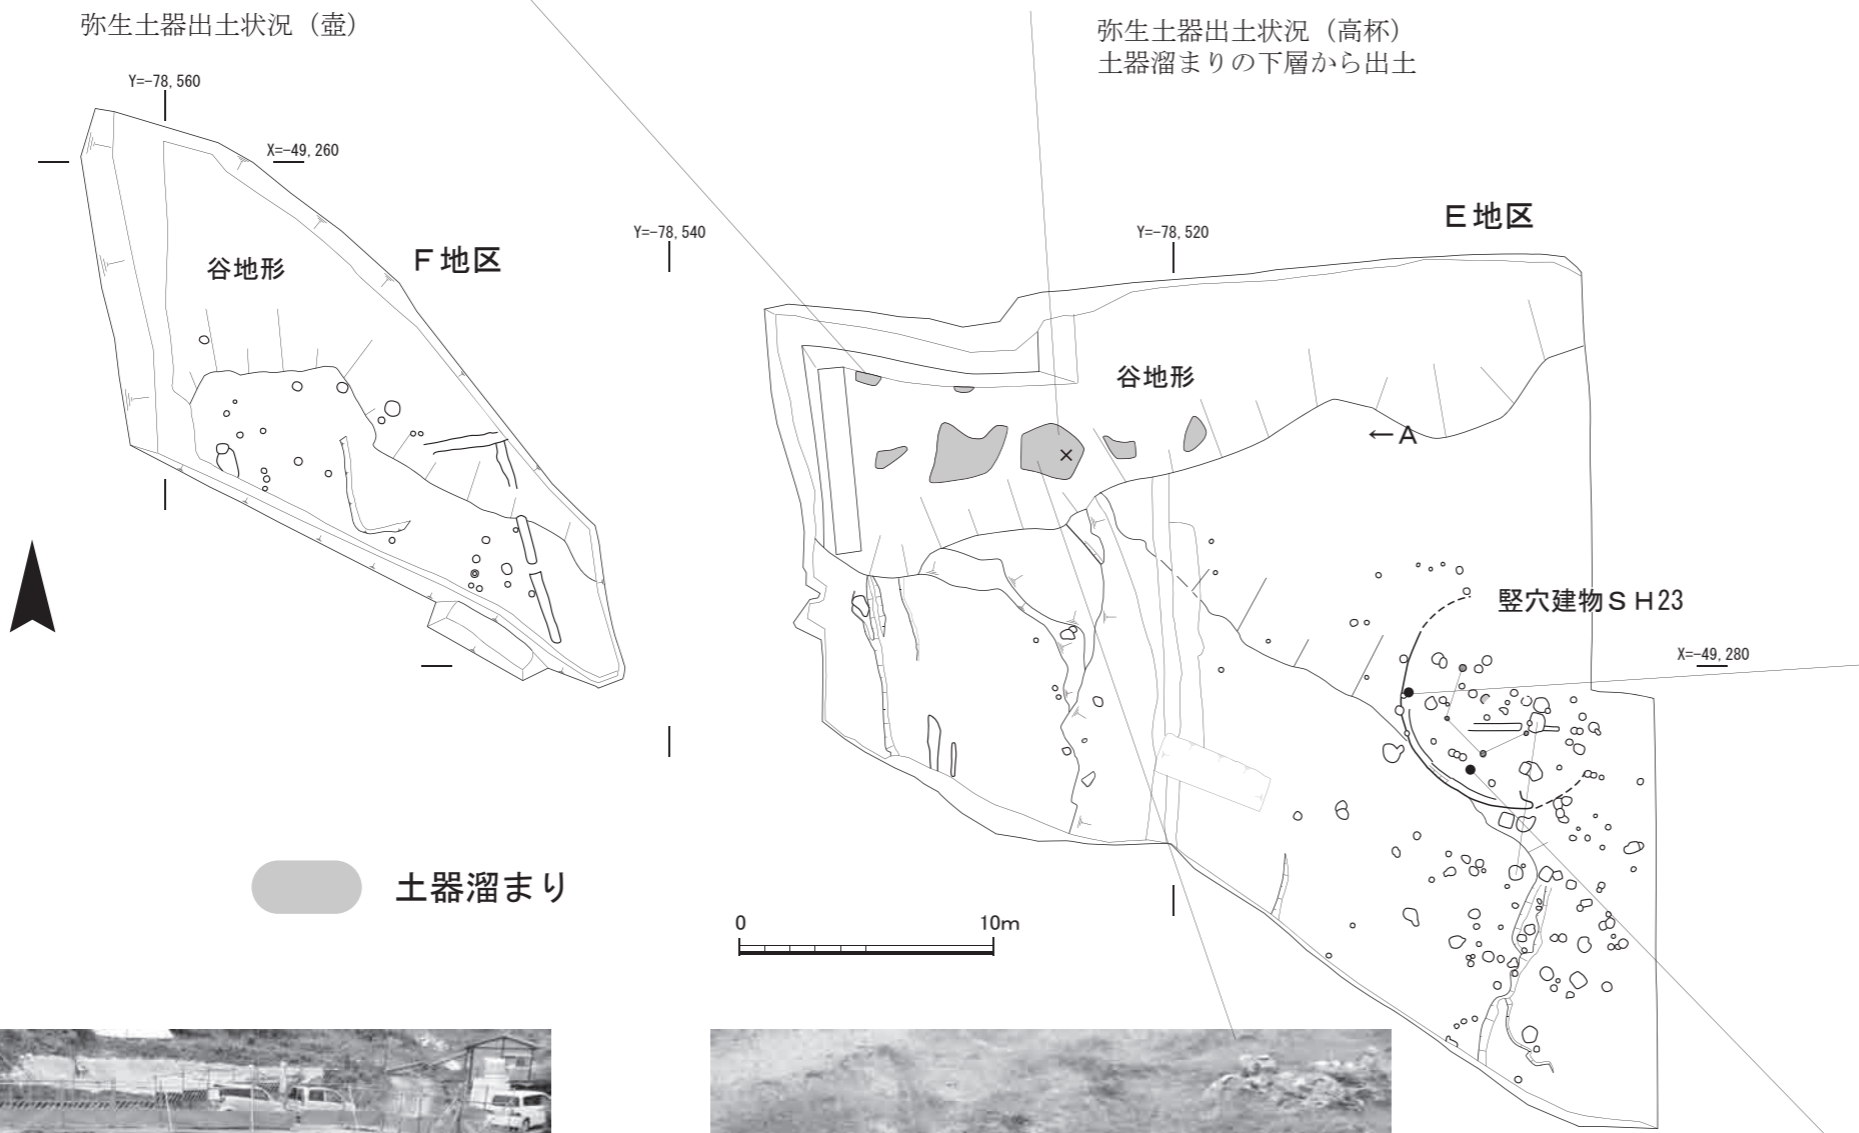 弥生土器出土状況（壺）
弥生土器出土状況（高杯）
土器溜まりの下層から出土
Y=-78,560
X=-49,260
Y=-78,540
Y=-78,520
E地区
F地区
谷地形
谷地形
←A
竪穴建物SH23
X=-49,280
土器溜まり
0 10m